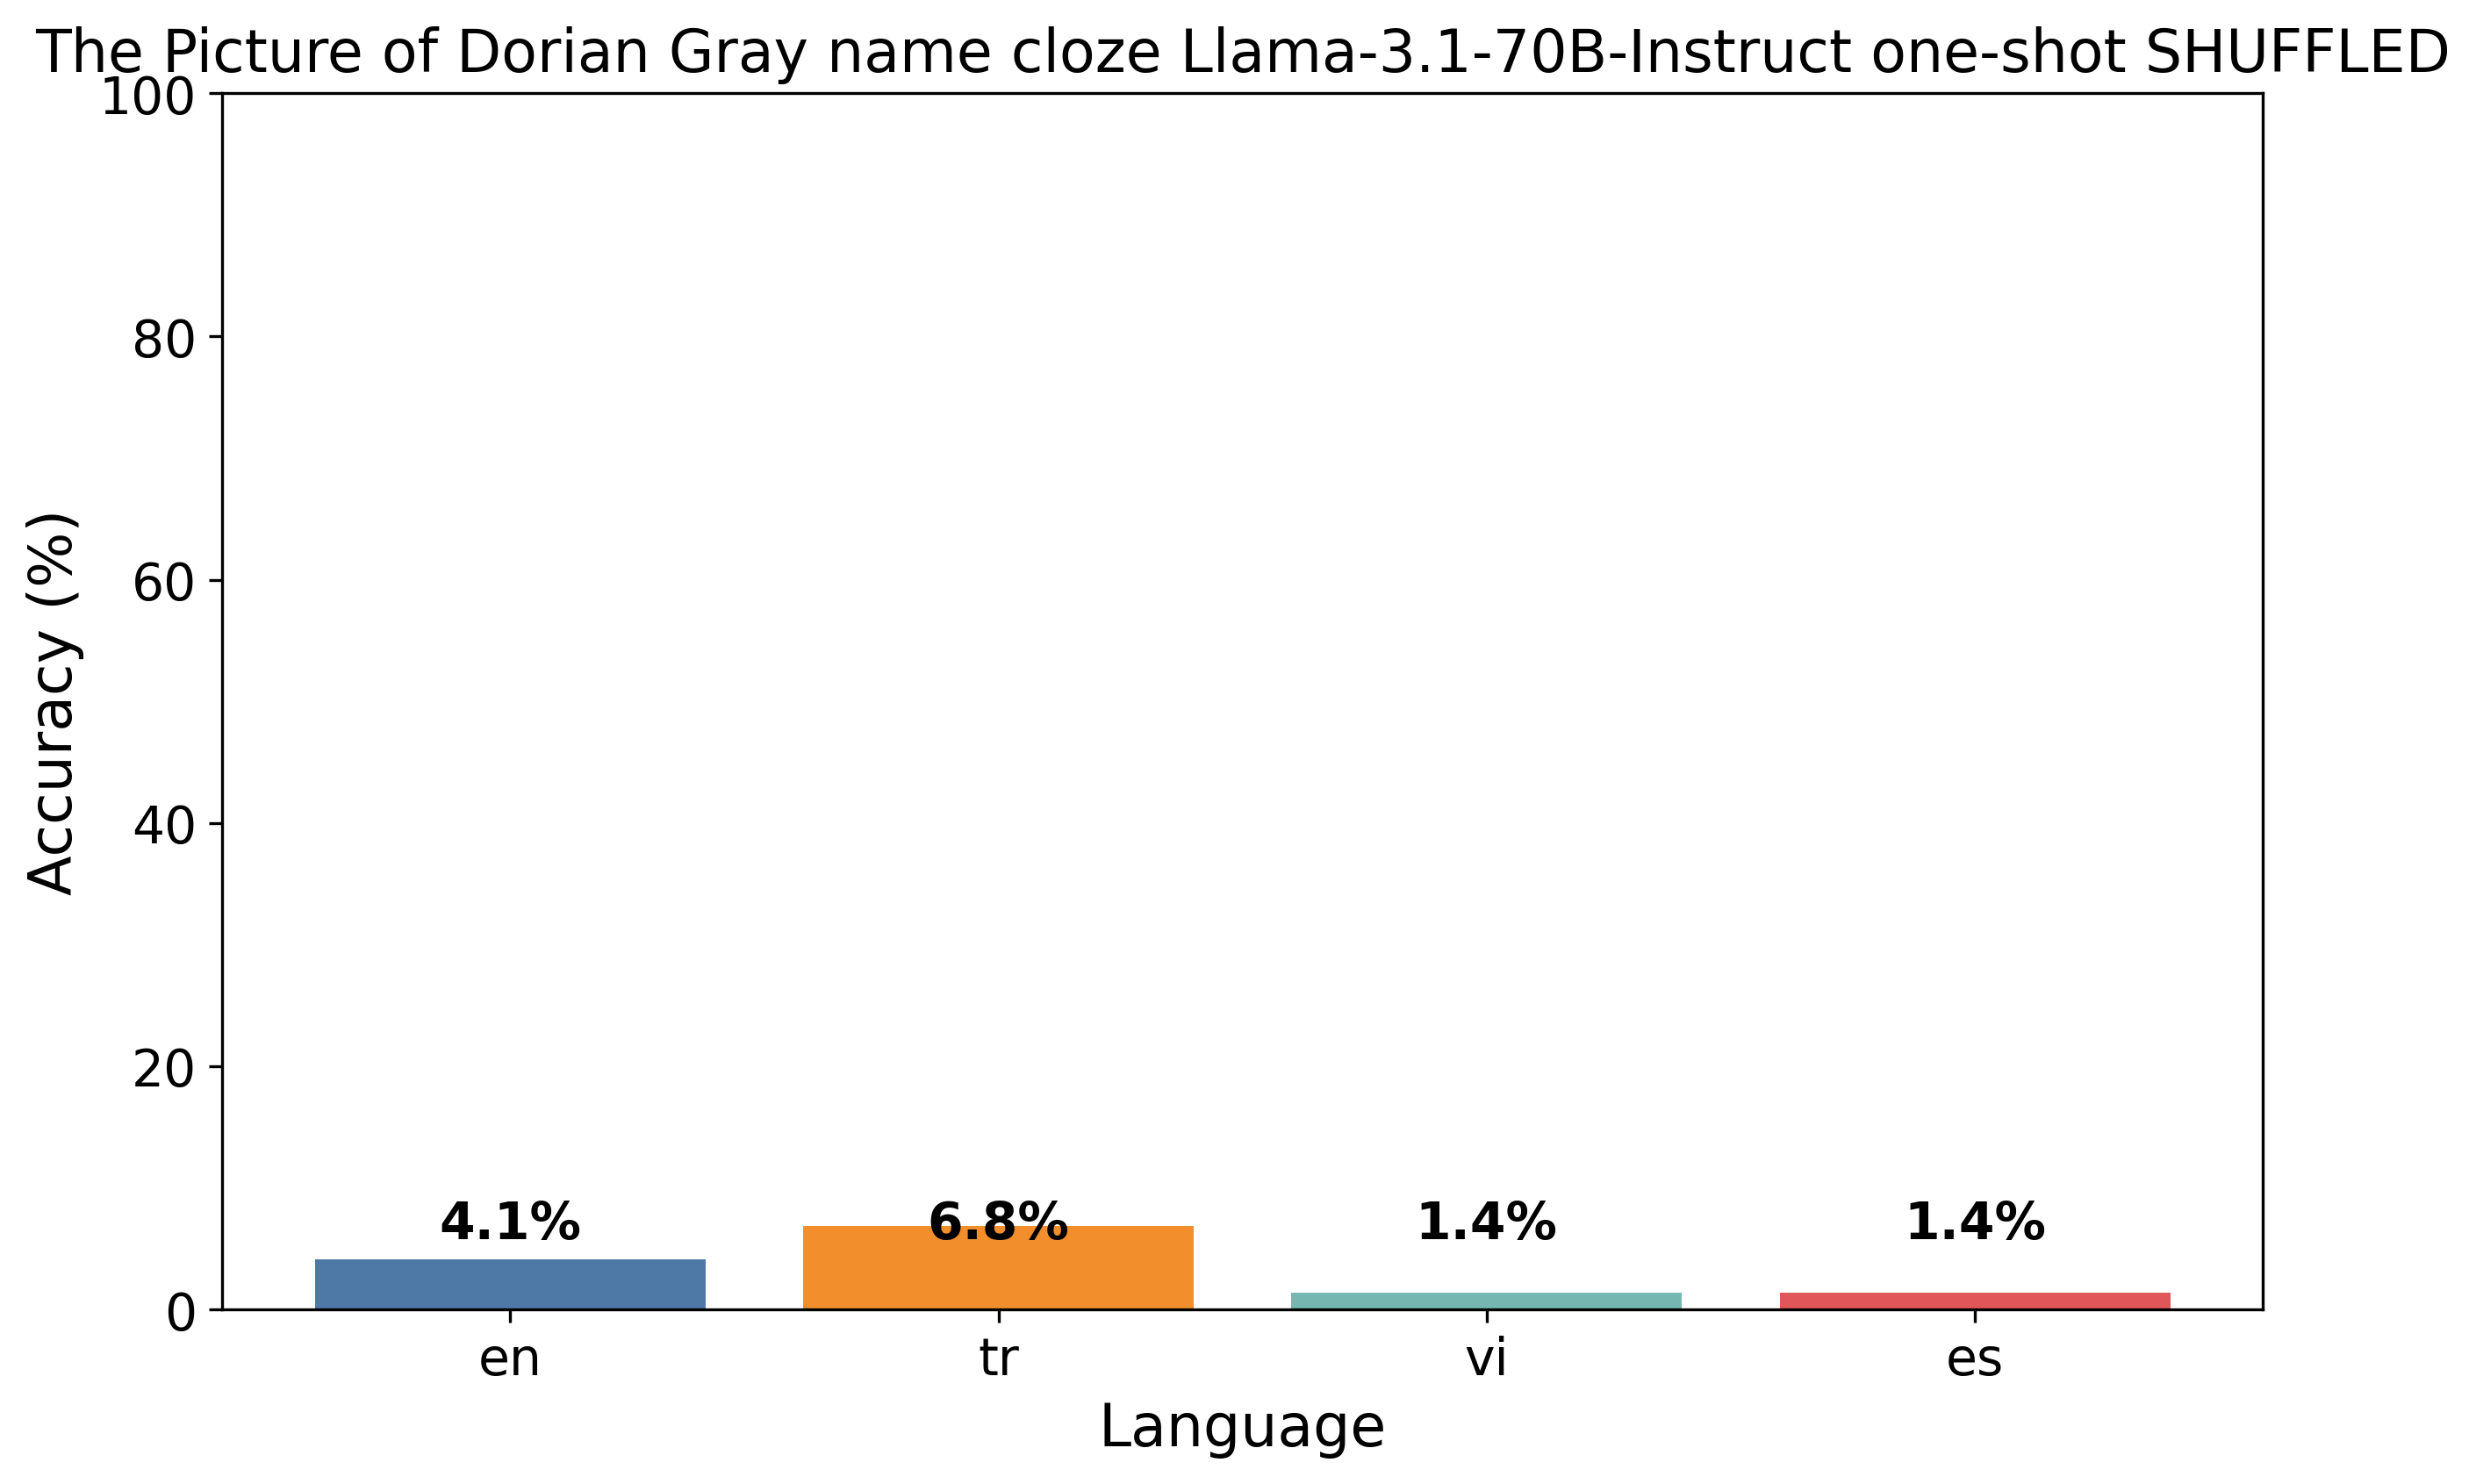 The Picture of Dorian Gray name cloze Llama-3.1-70B-Instruct one-shot SHUFFLED
100
80
60
40
20
0
Accuracy (%)
4.1%
6.8%
1.4%
1.4%
en
tr
vi
es
Language